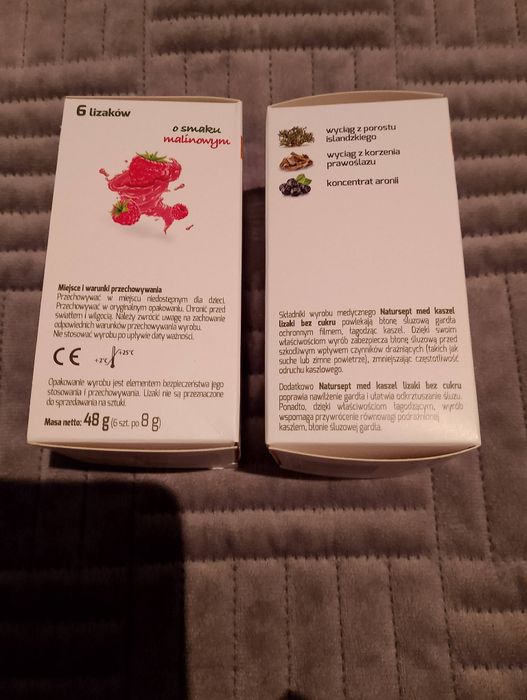 6 lizaków
o smaku
malinowym
Miejsce i warunki przechowywania
Przechowywać w miejscu niedostępnym dla dzieci.
Przechowywać w oryginalnym opakowaniu. Chronić przed
światłem i wilgocią. Należy zwrócić uwagę na zachowanie
odpowiednich warunków przechowywania wyrobu.
Nie stosować wyrobu po upływie daty ważności.
CE +2°C +25°C
Opakowanie wyrobu jest elementem bezpieczeństwa jego
stosowania i przechowywania. Lizaki nie są przeznaczone
do sprzedawania na sztuki.
Masa netto: 48 g (6 szt. po 8 g)
wyciąg z porostu
islandzkiego
wyciąg z korzenia
prawoślazu
koncentrat aronii
Składniki wyrobu medycznego Natursept med kaszel
lizaki bez cukru powlekają błonę śluzową gardła
ochronnym filmem, łagodząc kaszel. Dzięki swoim
właściwościom wyrób zabezpiecza błonę śluzową przed
szkodliwym wpływem czynników drażniących (takich jak
suche lub zimne powietrze), zmniejszając częstotliwość
odruchu kaszlowego.
Dodatkowo Natursept med kaszel lizaki bez cukru
poprawia nawilżenie gardła i ułatwia odkrztuszanie śluzu.
Ponadto, dzięki właściwościom łagodzącym, wyrób
wspomaga przywrócenie równowagi podrażnionej
kaszlem, błonie śluzowej gardła.